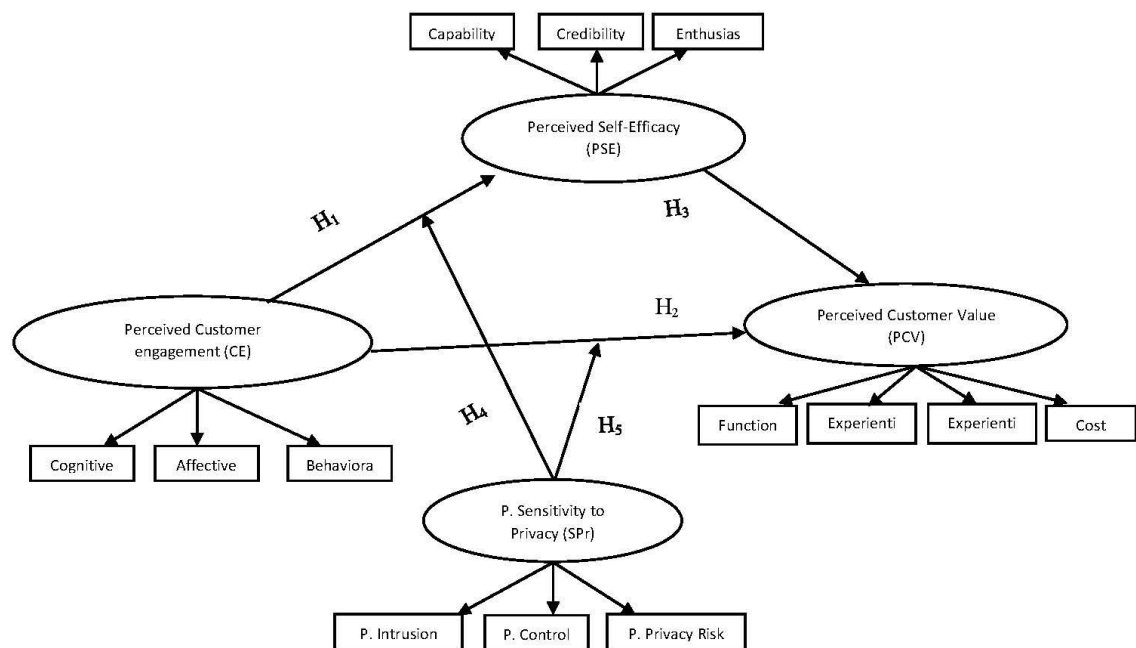 Capability
Credibility
Enthusias
Perceived Self-Efficacy
(PSE)
H1
H3
Perceived Customer
engagement (CE)
H2
Perceived Customer Value
(PCV)
H4
H5
Function
Experienti
Experienti
Cost
Cognitive
Affective
Behaviora
P. Sensitivity to
Privacy (SPr)
P. Intrusion
P. Control
P. Privacy Risk